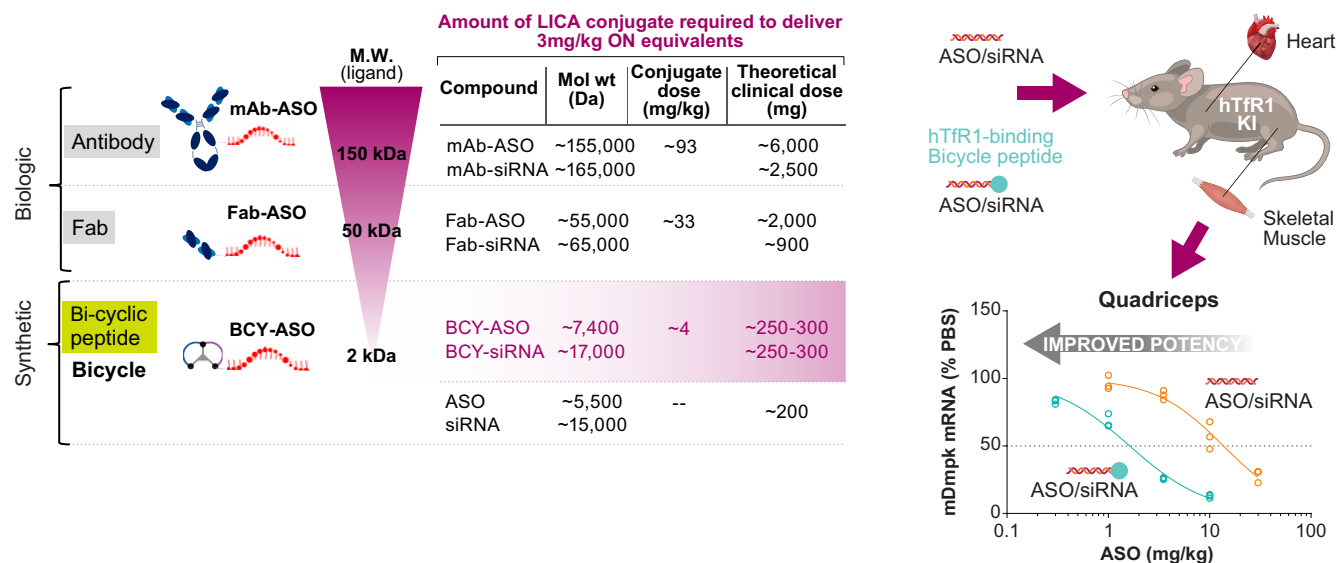 Amount of LICA conjugate required to deliver
3mg/kg ON equivalents
M.W.
(ligand)
Compound
Mol wt
(Da)
Conjugate
dose
(mg/kg)
Theoretical
clinical dose
(mg)
Biologic
Antibody
mAb-ASO
150 kDa
mAb-ASO ~155,000 ~93 ~6,000
mAb-siRNA ~165,000 ~2,500
Fab
Fab-ASO
50 kDa
Fab-ASO ~55,000 ~33 ~2,000
Fab-siRNA ~65,000 ~900
Synthetic
Bi-cyclic
peptide
Bicycle
BCY-ASO
2 kDa
BCY-ASO ~7,400 ~4 ~250-300
BCY-siRNA ~17,000 ~250-300
ASO ~5,500 -- ~200
siRNA ~15,000
ASO/siRNA
hTfR1-binding
Bicycle peptide
ASO/siRNA
Heart
hTfR1
KI
Skeletal
Muscle
Quadriceps
IMPROVED POTENCY
ASO/siRNA
ASO/siRNA
mDmpk mRNA (% PBS)
150
100
50
0
0.1 1 10 100
ASO (mg/kg)